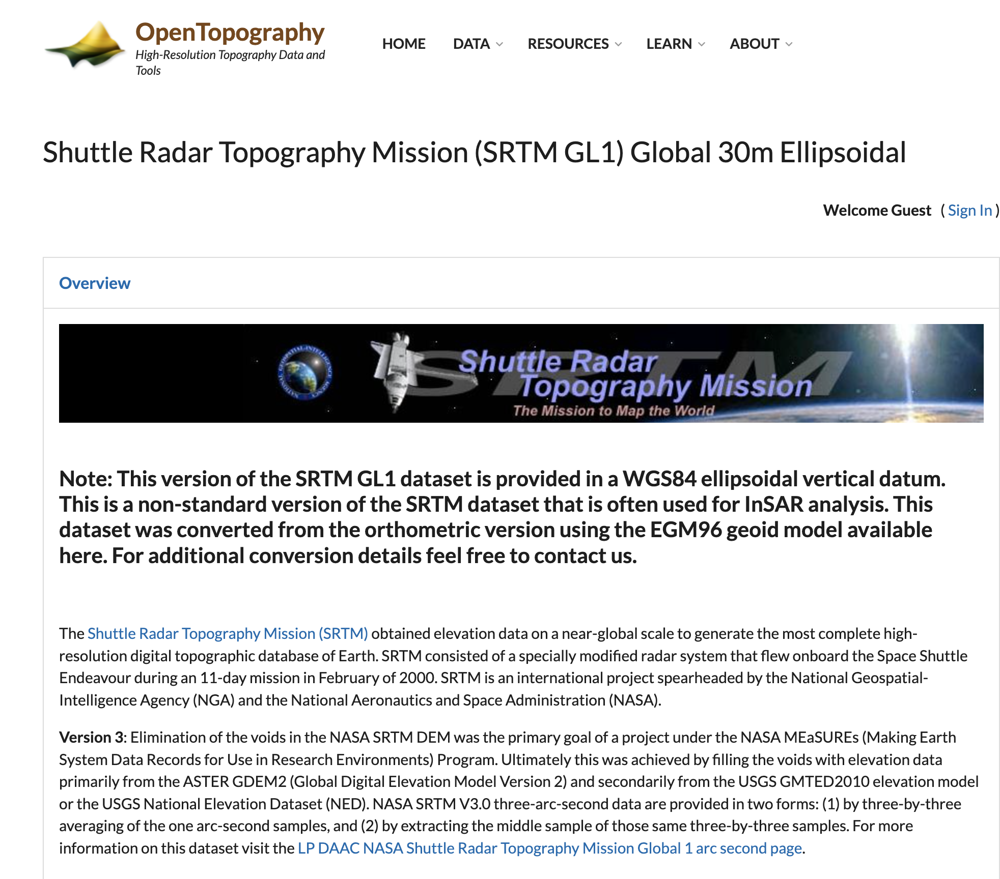 OpenTopography
High-Resolution Topography Data and
Tools
HOME DATA RESOURCES LEARN ABOUT
Shuttle Radar Topography Mission (SRTM GL1) Global 30m Ellipsoidal
Welcome Guest ( Sign In )
Overview
NATIONAL GEOSPATIAL-INTELLIGENCE AGENCY
SRTM
Shuttle Radar
Topography Mission
The Mission to Map the World
Note: This version of the SRTM GL1 dataset is provided in a WGS84 ellipsoidal vertical datum.
This is a non-standard version of the SRTM dataset that is often used for InSAR analysis. This
dataset was converted from the orthometric version using the EGM96 geoid model available
here. For additional conversion details feel free to contact us.
The Shuttle Radar Topography Mission (SRTM) obtained elevation data on a near-global scale to generate the most complete high-
resolution digital topographic database of Earth. SRTM consisted of a specially modified radar system that flew onboard the Space Shuttle
Endeavour during an 11-day mission in February of 2000. SRTM is an international project spearheaded by the National Geospatial-
Intelligence Agency (NGA) and the National Aeronautics and Space Administration (NASA).
Version 3: Elimination of the voids in the NASA SRTM DEM was the primary goal of a project under the NASA MEaSUREs (Making Earth
System Data Records for Use in Research Environments) Program. Ultimately this was achieved by filling the voids with elevation data
primarily from the ASTER GDEM2 (Global Digital Elevation Model Version 2) and secondarily from the USGS GMTED2010 elevation model
or the USGS National Elevation Dataset (NED). NASA SRTM V3.0 three-arc-second data are provided in two forms: (1) by three-by-three
averaging of the one arc-second samples, and (2) by extracting the middle sample of those same three-by-three samples. For more
information on this dataset visit the LP DAAC NASA Shuttle Radar Topography Mission Global 1 arc second page.